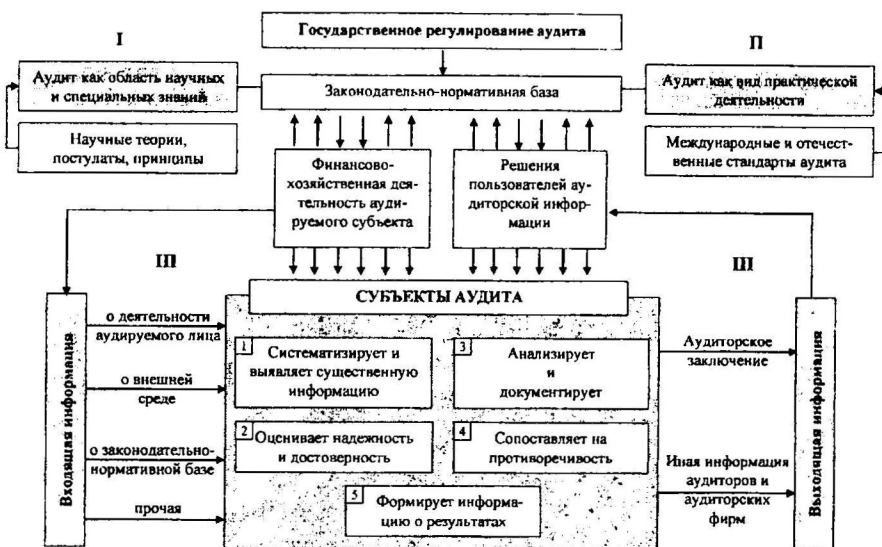 Государственное регулирование аудита
I
II
Аудит как область научных
и специальных знаний
Законодательно-нормативная база
Аудит как вид практической
деятельности
Научные теории,
постулаты, принципы
Международные и отечест-
венные стандарты аудита
Финансово-
хозяйственная дея-
тельность ауди-
руемого субъекта
Решения
пользователей ау-
диторской инфор-
мации
III
III
СУБЪЕКТЫ АУДИТА
Входящая информация
о деятельности
аудируемого лица
о внешней
среде
о законодательно-
нормативной базе
прочая
1
Систематизирует и
выявляет существенную
информацию
2
Оценивает надежность
и достоверность
3
Анализирует
и
документирует
4
Сопоставляет на
противоречивость
5
Формирует информа-
цию о результатах
Аудиторское
заключение
Иная информация
аудиторов и
аудиторских
фирм
Выходящая информация